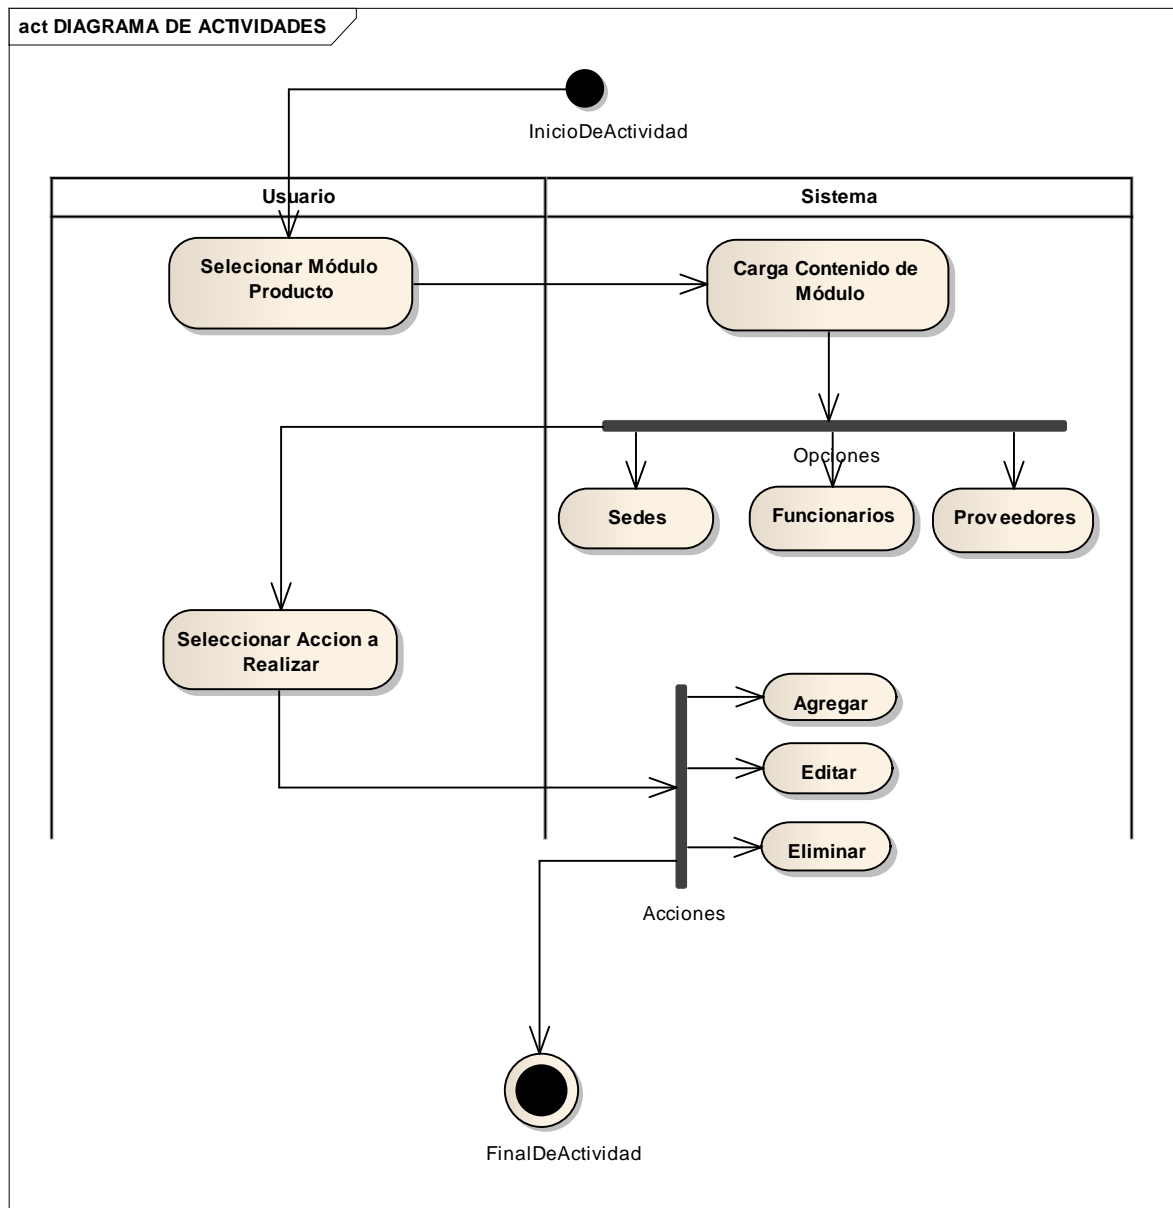 act DIAGRAMA DE ACTIVIDADES
InicioDeActividad
Usuario
Sistema
Selecionar Módulo
Producto
Carga Contenido de
Módulo
Opciones
Sedes
Funcionarios
Proveedores
Seleccionar Accion a
Realizar
Agregar
Editar
Eliminar
Acciones
FinalDeActividad